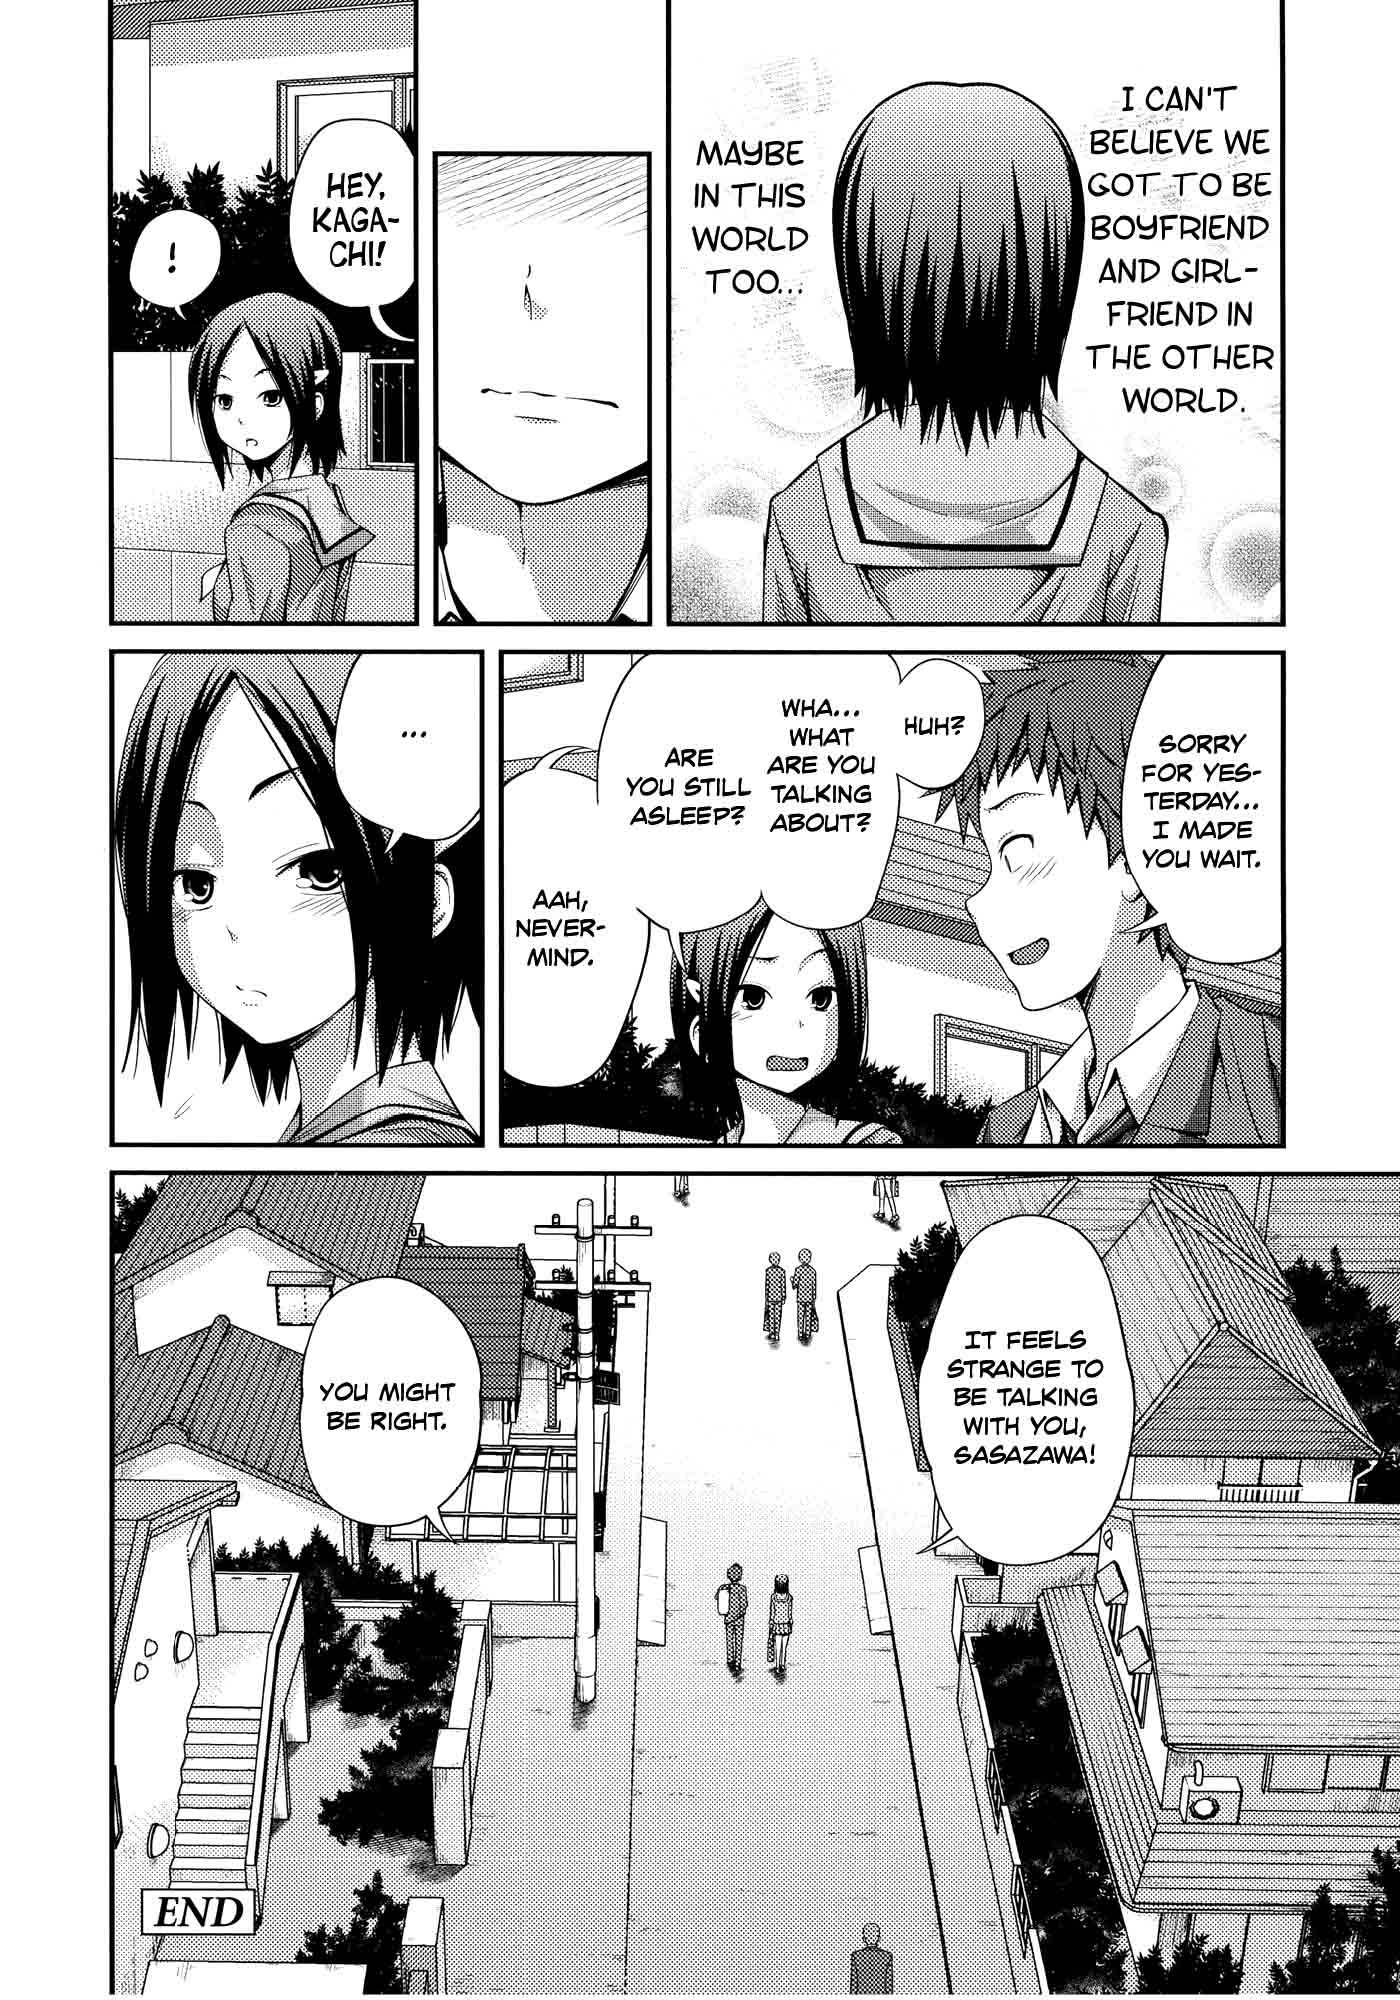 I CAN'T
BELIEVE WE
GOT TO BE
BOYFRIEND
AND GIRL-
FRIEND IN
THE OTHER
WORLD.
MAYBE
IN THIS
WORLD
TOO...
HEY,
KAGA-
CHI!
!
SORRY
FOR YES-
TERDAY...
I MADE
YOU WAIT.
HUH?
WHA...
WHAT
ARE YOU
TALKING
ABOUT?
ARE
YOU STILL
ASLEEP?
AAH,
NEVER-
MIND.
...
IT FEELS
STRANGE TO
BE TALKING
WITH YOU,
SASAZAWA!
YOU MIGHT
BE RIGHT.
END